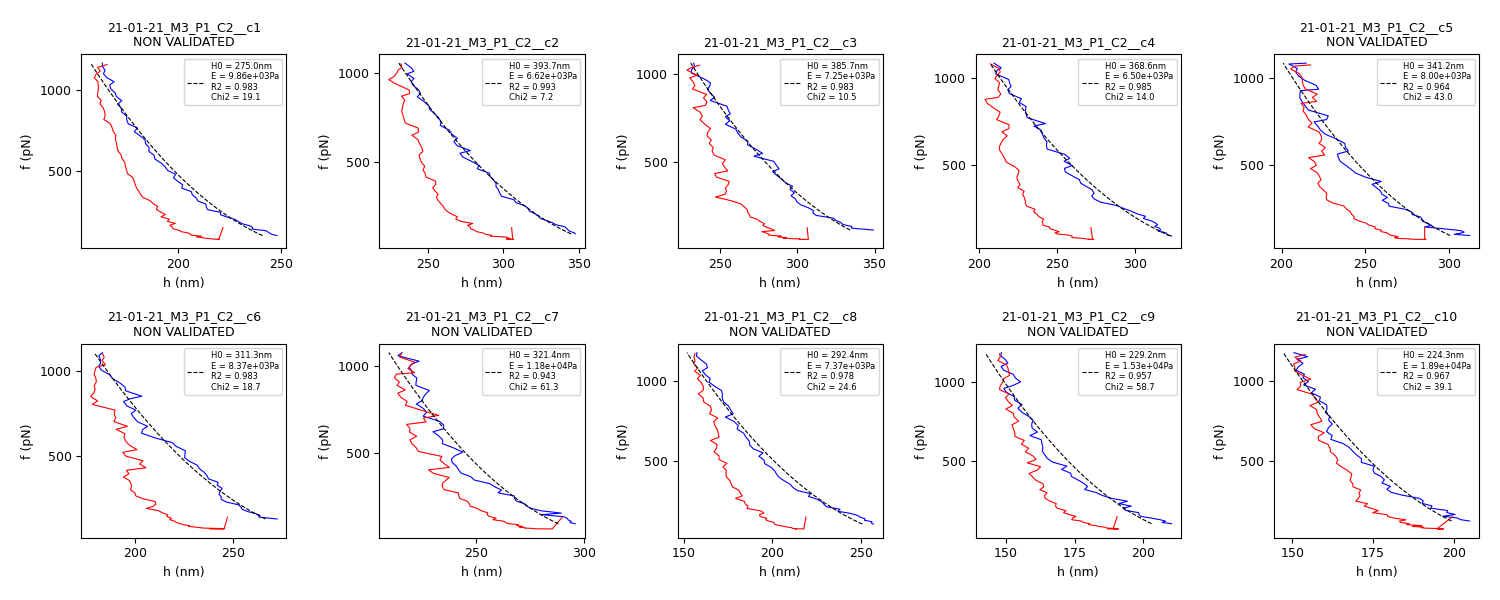 21-01-21_M3_P1_C2__c1
NON VALIDATED
H0 = 275.0nm
E = 9.86e+03Pa
R2 = 0.983
Chi2 = 19.1
1000
500
f (pN)
200
250
h (nm)
21-01-21_M3_P1_C2__c2
H0 = 393.7nm
E = 6.62e+03Pa
R2 = 0.993
Chi2 = 7.2
1000
500
f (pN)
250
300
350
h (nm)
21-01-21_M3_P1_C2__c3
H0 = 385.7nm
E = 7.25e+03Pa
R2 = 0.983
Chi2 = 10.5
1000
500
f (pN)
250
300
350
h (nm)
21-01-21_M3_P1_C2__c4
H0 = 368.6nm
E = 6.50e+03Pa
R2 = 0.985
Chi2 = 14.0
1000
500
f (pN)
200
250
300
h (nm)
21-01-21_M3_P1_C2__c5
NON VALIDATED
H0 = 341.2nm
E = 8.00e+03Pa
R2 = 0.964
Chi2 = 43.0
1000
500
f (pN)
200
250
300
h (nm)
21-01-21_M3_P1_C2__c6
NON VALIDATED
H0 = 311.3nm
E = 8.37e+03Pa
R2 = 0.983
Chi2 = 18.7
1000
500
f (pN)
200
250
h (nm)
21-01-21_M3_P1_C2__c7
NON VALIDATED
H0 = 321.4nm
E = 1.18e+04Pa
R2 = 0.943
Chi2 = 61.3
1000
500
f (pN)
250
300
h (nm)
21-01-21_M3_P1_C2__c8
NON VALIDATED
H0 = 292.4nm
E = 7.37e+03Pa
R2 = 0.978
Chi2 = 24.6
1000
500
f (pN)
150
200
250
h (nm)
21-01-21_M3_P1_C2__c9
NON VALIDATED
H0 = 229.2nm
E = 1.53e+04Pa
R2 = 0.957
Chi2 = 58.7
1000
500
f (pN)
150
175
200
h (nm)
21-01-21_M3_P1_C2__c10
NON VALIDATED
H0 = 224.3nm
E = 1.89e+04Pa
R2 = 0.967
Chi2 = 39.1
1000
500
f (pN)
150
175
200
h (nm)